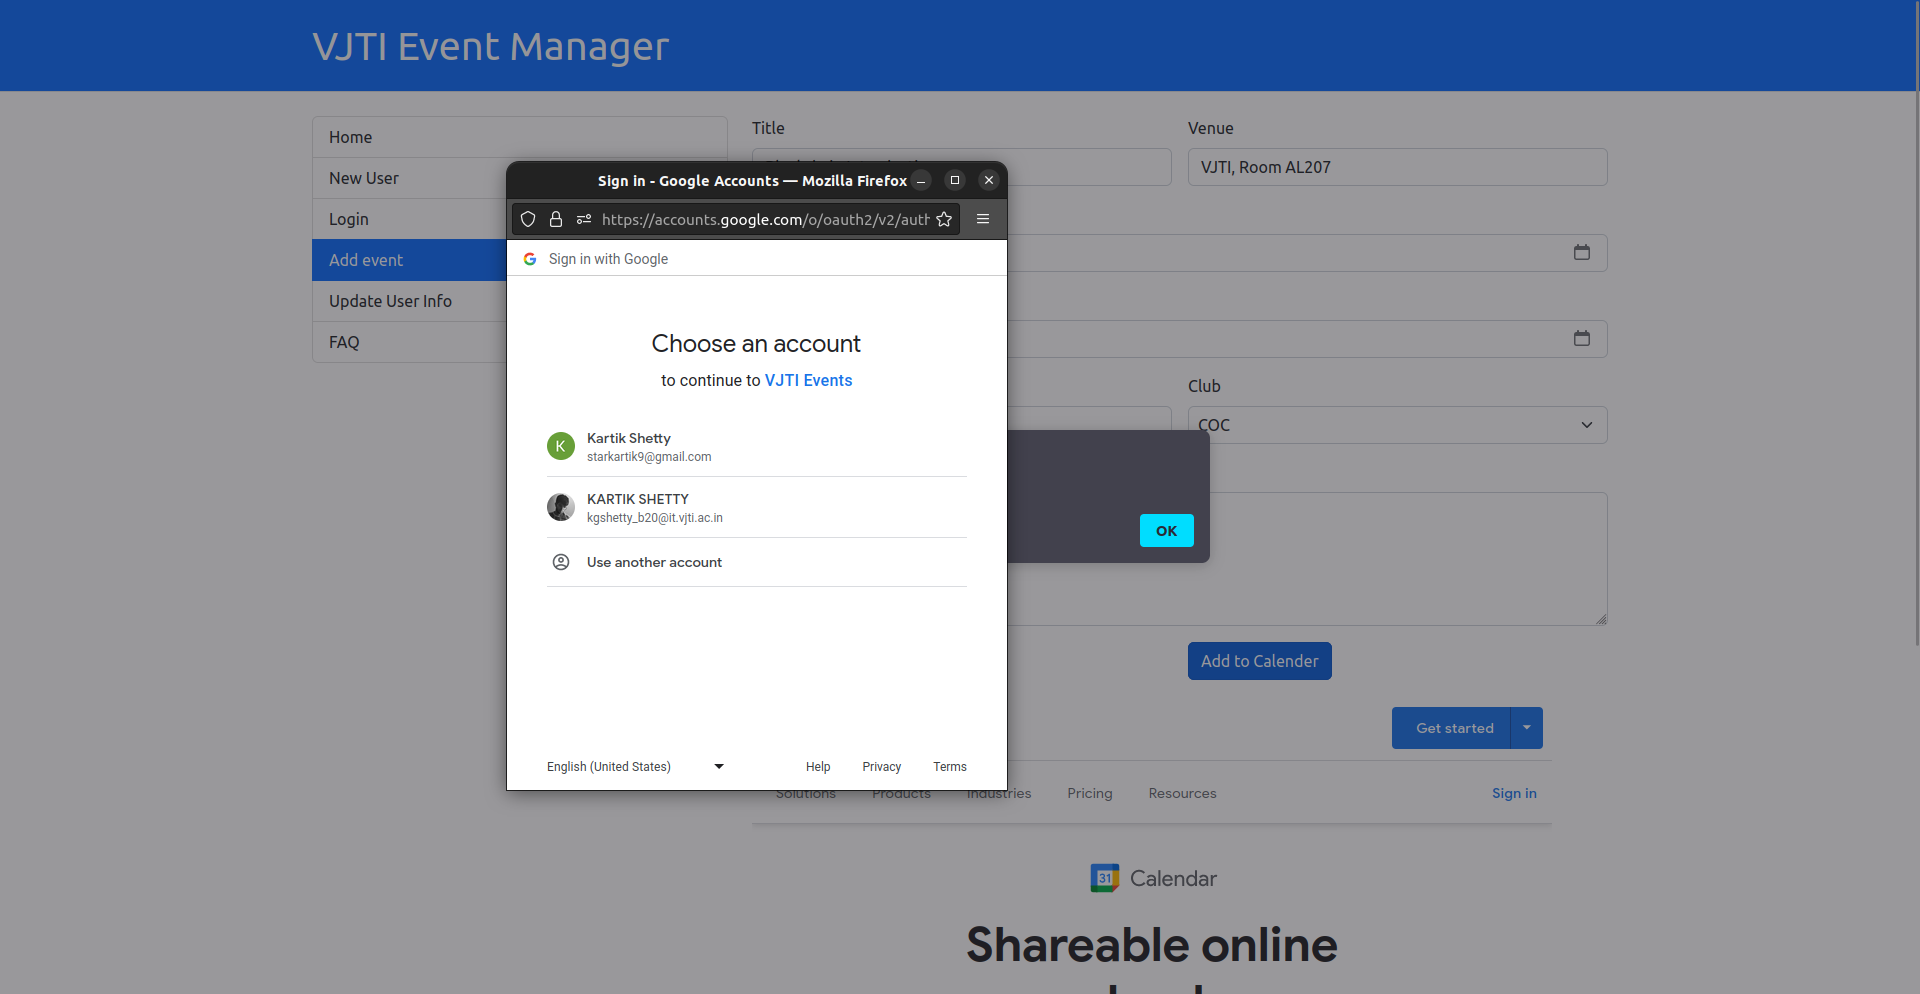 VJTI Event Manager
Home
New User
Login
Add event
Update User Info
FAQ
Title
Venue
VJTI, Room AL207
Club
COC
OK
Add to Calender
Get started
Solutions Products Industries Pricing Resources
Sign in
Calendar
Shareable online
Sign in - Google Accounts — Mozilla Firefox
https://accounts.google.com/o/oauth2/v2/auth
Sign in with Google
Choose an account
to continue to VJTI Events
K
Kartik Shetty
starkartik9@gmail.com
KARTIK SHETTY
kgshetty_b20@it.vjti.ac.in
Use another account
English (United States)
Help Privacy Terms
31